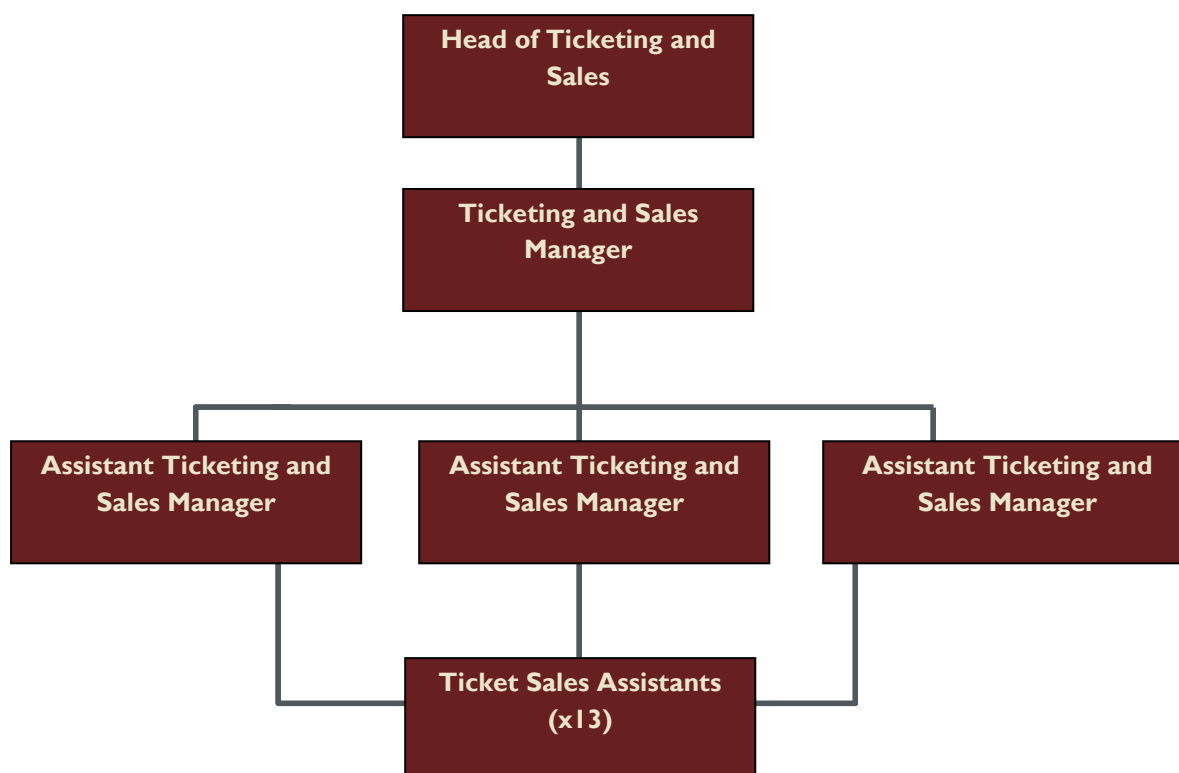 Head of Ticketing and
Sales
Ticketing and Sales
Manager
Assistant Ticketing and
Sales Manager
Assistant Ticketing and
Sales Manager
Assistant Ticketing and
Sales Manager
Ticket Sales Assistants
(x13)